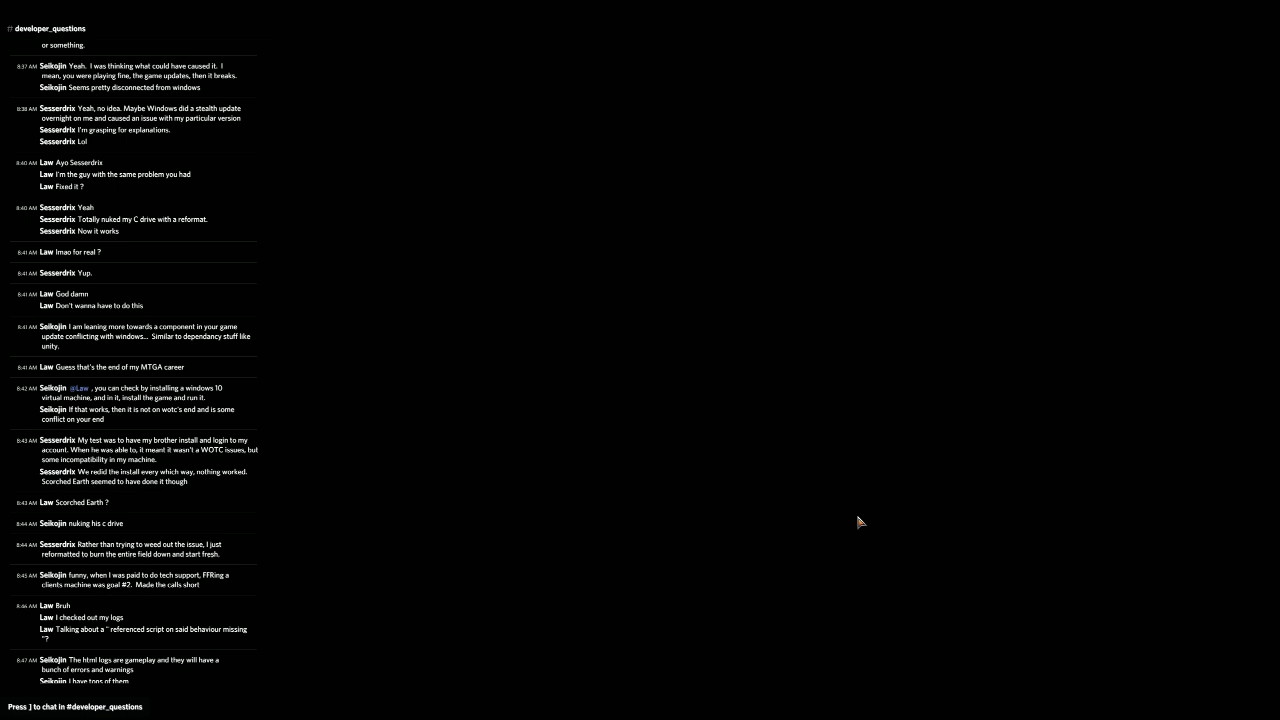 # developer_questions
or something.
8:37 AM Seikojin Yeah. I was thinking what could have caused it. I
mean, you were playing fine, the game updates, then it breaks.
Seikojin Seems pretty disconnected from windows
8:38 AM Sesserdrix Yeah, no idea. Maybe Windows did a stealth update
overnight on me and caused an issue with my particular version
Sesserdrix I'm grasping for explanations.
Sesserdrix Lol
8:40 AM Law Ayo Sesserdrix
Law I'm the guy with the same problem you had
Law Fixed it ?
8:40 AM Sesserdrix Yeah
Sesserdrix Totally nuked my C drive with a reformat.
Sesserdrix Now it works
8:41 AM Law lmao for real ?
8:41 AM Sesserdrix Yup.
8:41 AM Law God damn
Law Don't wanna have to do this
8:41 AM Seikojin I am leaning more towards a component in your game
update conflicting with windows... Similar to dependancy stuff like
unity.
8:41 AM Law Guess that's the end of my MTGA career
8:42 AM Seikojin @Law , you can check by installing a windows 10
virtual machine, and in it, install the game and run it.
Seikojin If that works, then it is not on wotc's end and is some
conflict on your end
8:43 AM Sesserdrix My test was to have my brother install and login to my
account. When he was able to, it meant it wasn't a WOTC issues, but
some incompatibility in my machine.
Sesserdrix We redid the install every which way, nothing worked.
Scorched Earth seemed to have done it though
8:43 AM Law Scorched Earth ?
8:44 AM Seikojin nuking his c drive
8:44 AM Sesserdrix Rather than trying to weed out the issue, I just
reformatted to burn the entire field down and start fresh.
8:45 AM Seikojin funny, when I was paid to do tech support, FFRing a
clients machine was goal #2. Made the calls short
8:46 AM Law Bruh
Law I checked out my logs
Law Talking about a " referenced script on said behaviour missing
"?
8:47 AM Seikojin The html logs are gameplay and they will have a
bunch of errors and warnings
Seikojin I have tons of them
Press ] to chat in #developer_questions